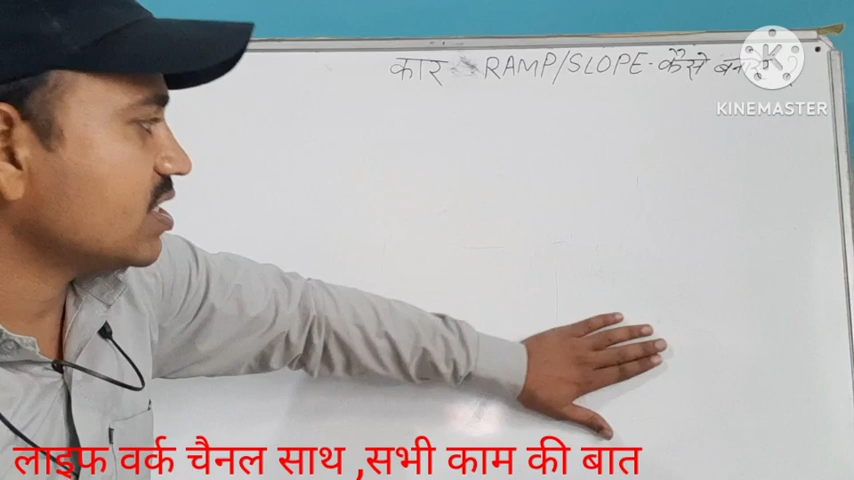 कार RAMP/SLOPE-कैसे
KINEMASTER
लाइफ वर्क चैनल साथ ,सभी काम की बात